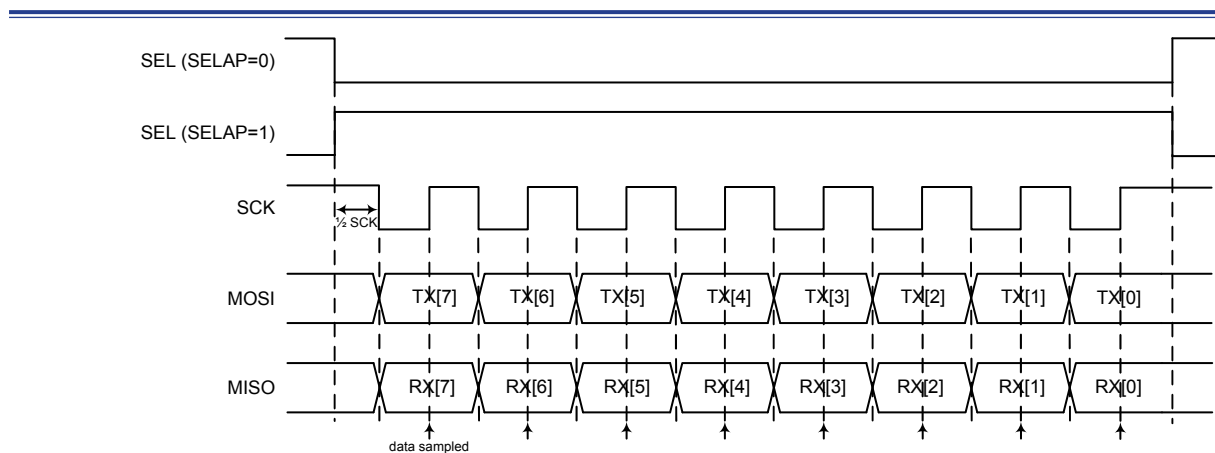 SEL (SELAP=0)
SEL (SELAP=1)
SCK
½ SCK
MOSI
TX[7] TX[6] TX[5] TX[4] TX[3] TX[2] TX[1] TX[0]
MISO
RX[7] RX[6] RX[5] RX[4] RX[3] RX[2] RX[1] RX[0]
data sampled